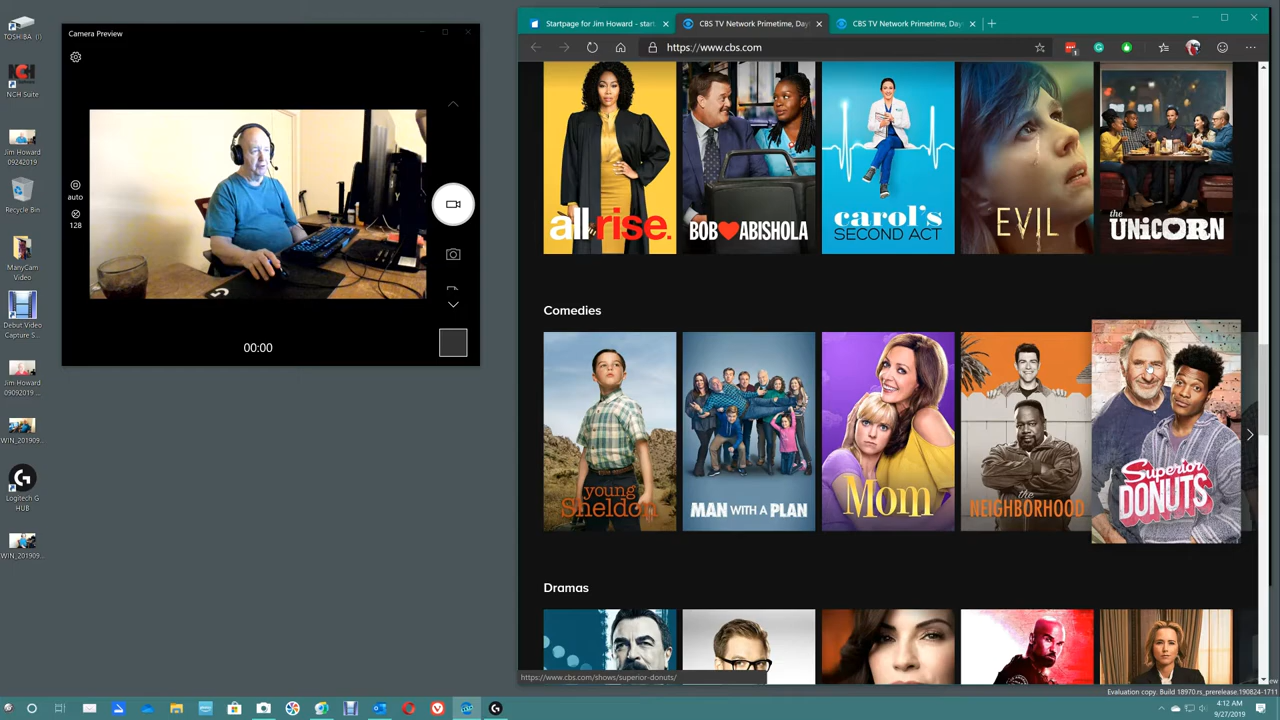 TOSHIBA (I)
NCH Suite
Jim Howard
09242019
Recycle Bin
ManyCam
Video
Debut Video
Capture S...
Jim Howard
09092019
WIN_201909...
Logitech G
HUB
WIN_201909...
Camera Preview
auto
128
00:00
Startpage for Jim Howard - start.
CBS TV Network Primetime, Day
CBS TV Network Primetime, Day
https://www.cbs.com
all rise.
BOB ABISHOLA
carol's
SECOND ACT
EVIL
the
UNICORN
Comedies
young
Sheldon
MAN WITH A PLAN
Mom
the
NEIGHBORHOOD
Superior
DONUTS
Dramas
https://www.cbs.com/shows/superior-donuts/
Evaluation copy. Build 18970.rs_prerelease.190824-1711
4:12 AM
9/27/2019